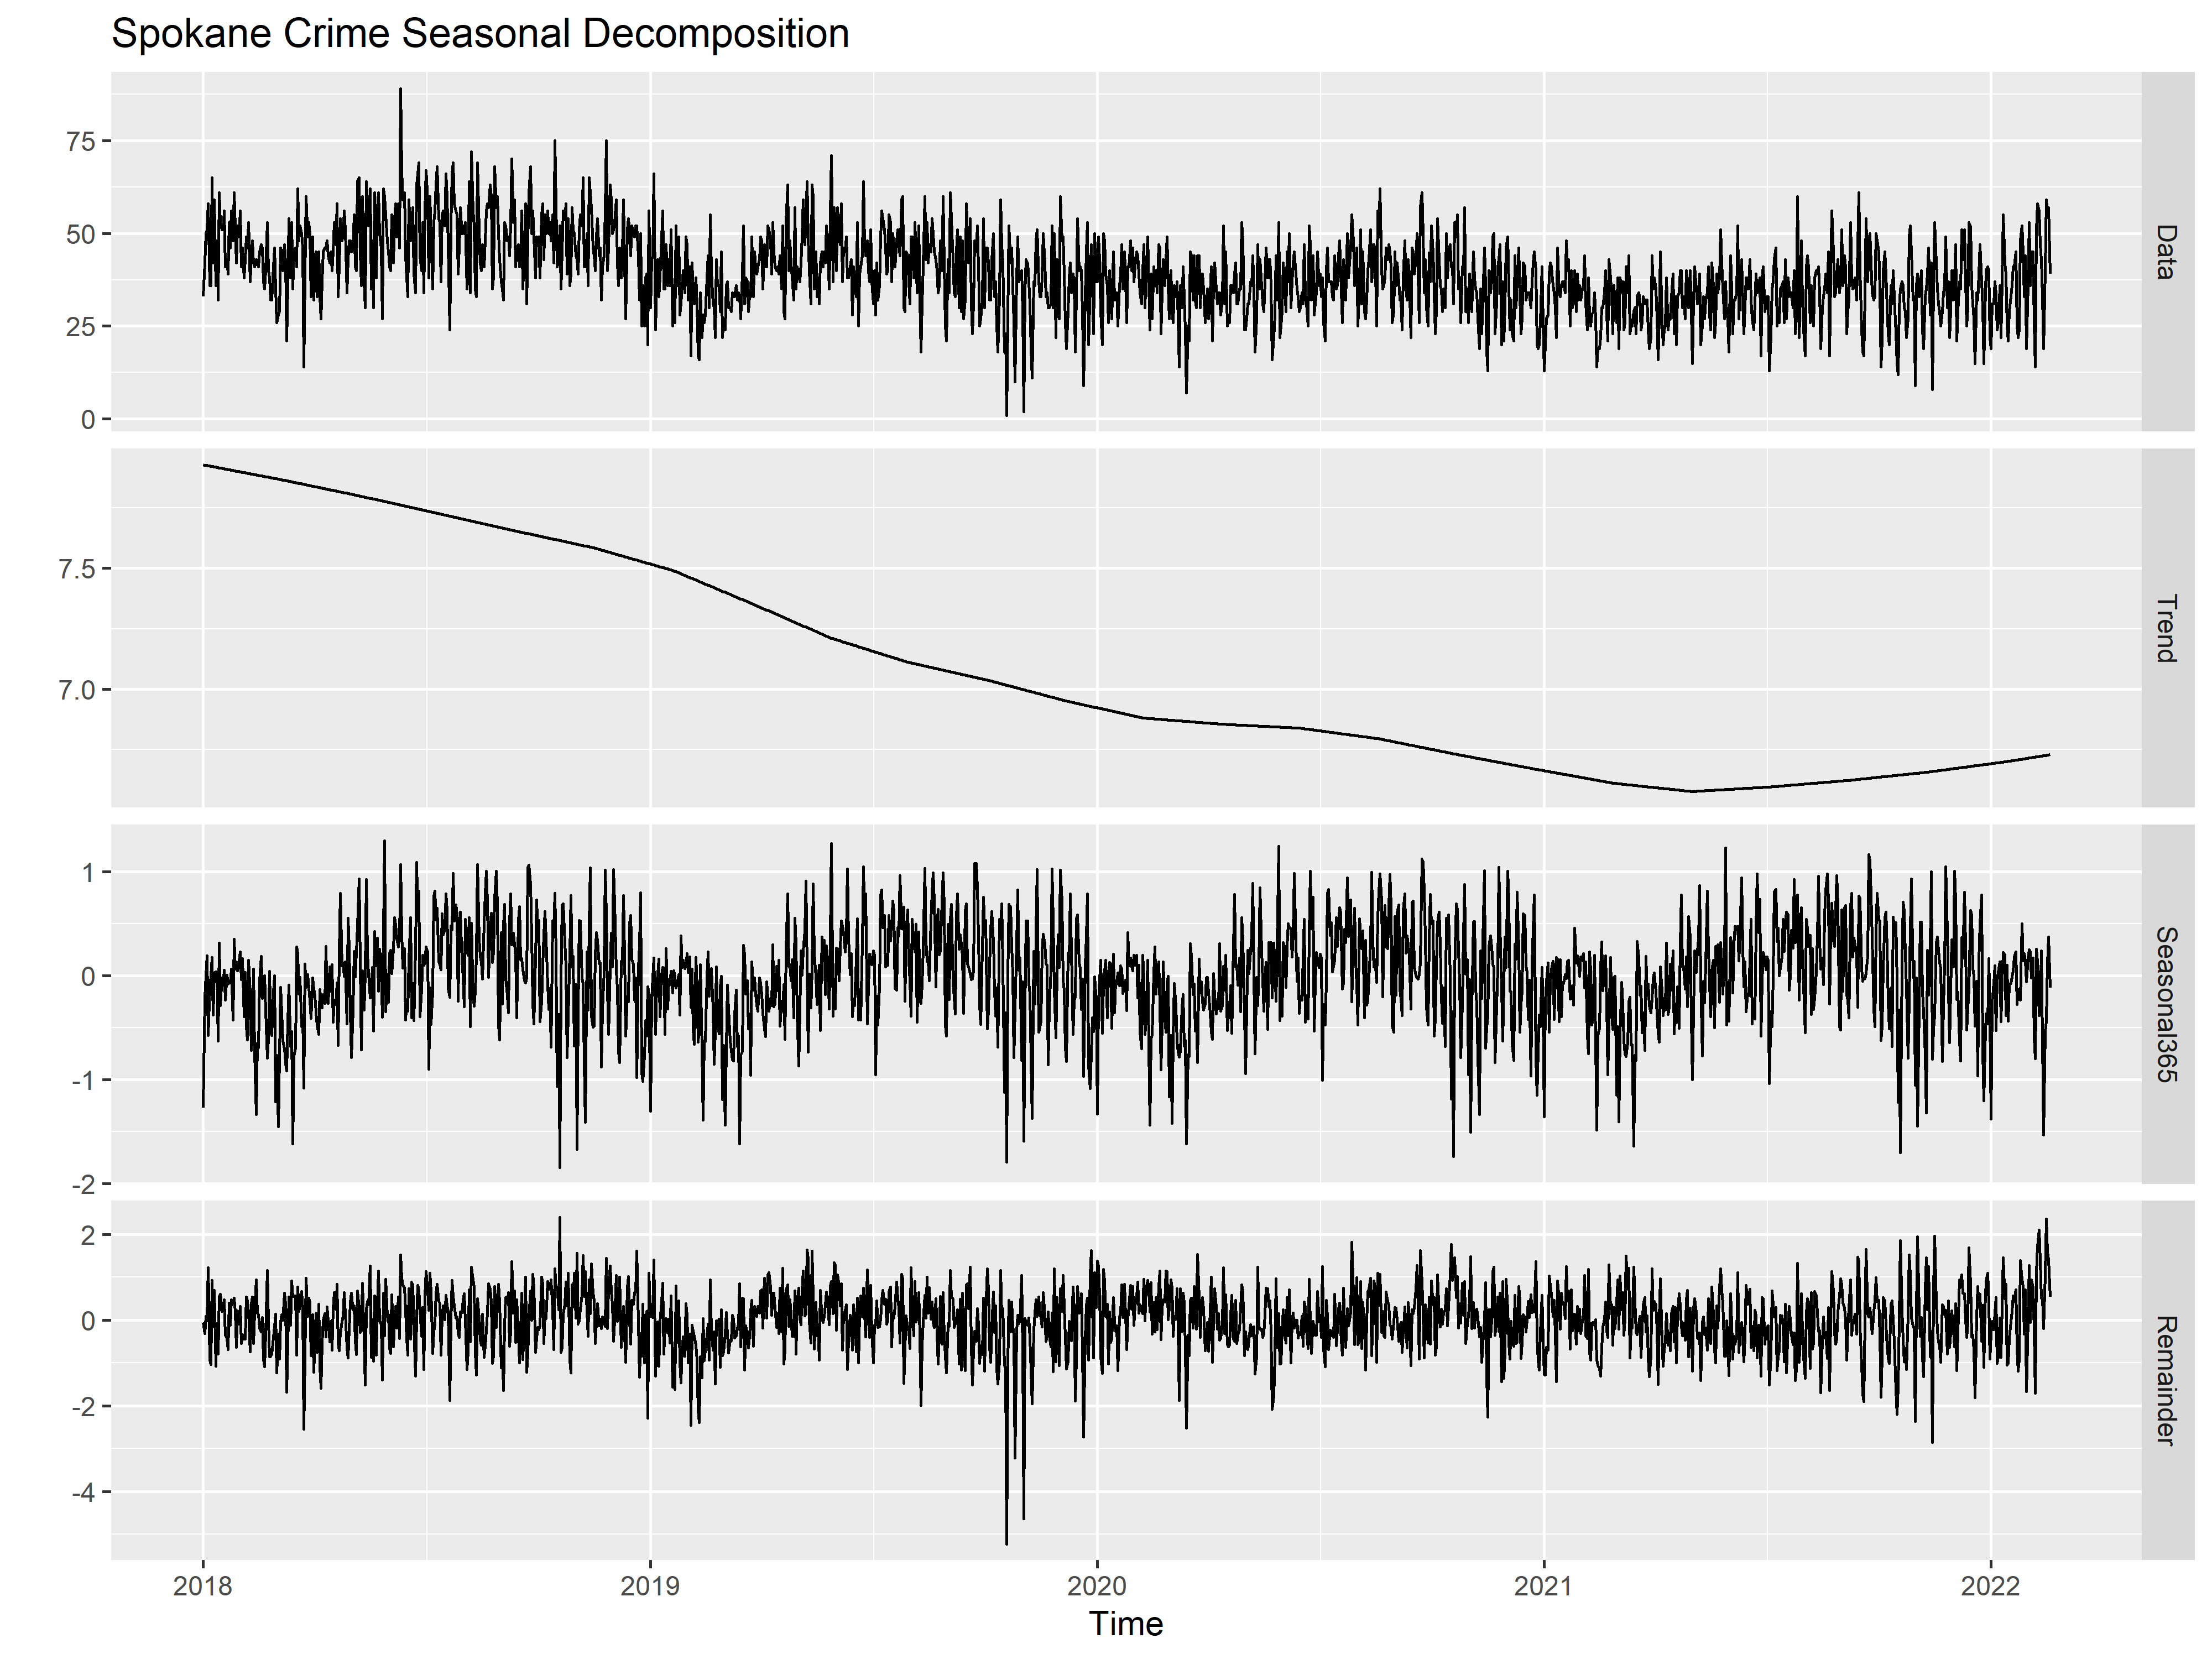 Spokane Crime Seasonal Decomposition
75
50
25
0
Data
7.5
7.0
Trend
1
0
-1
-2
Seasonal365
2
0
-2
-4
Remainder
2018 2019 2020 2021 2022
Time